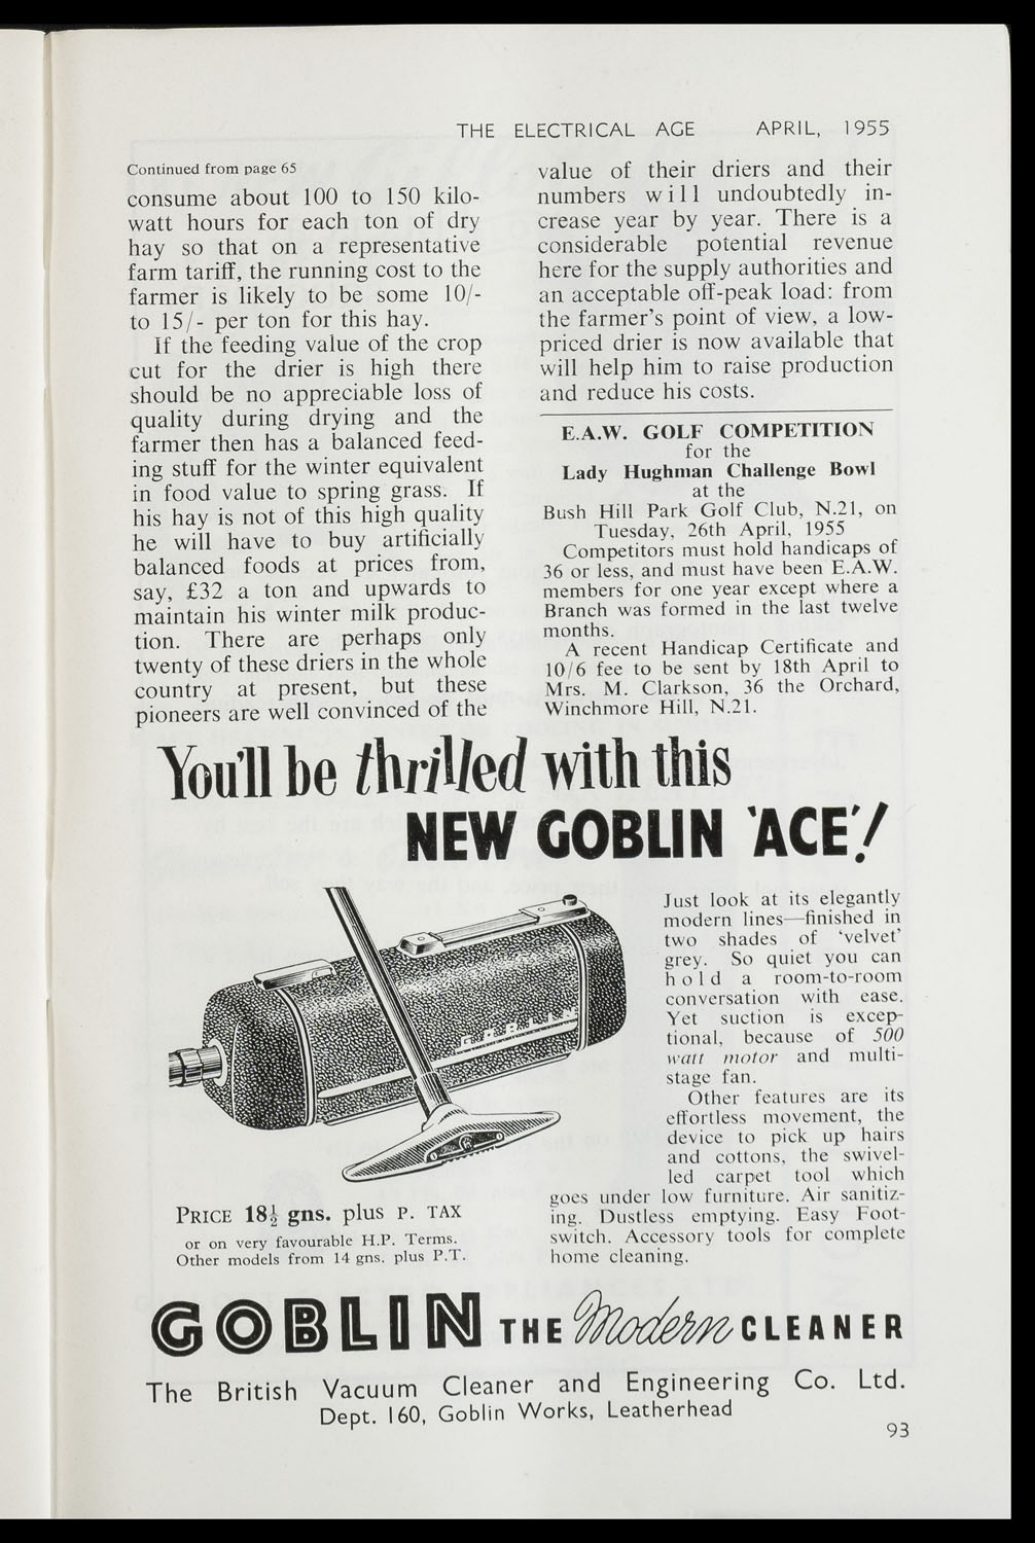 THE ELECTRICAL AGE APRIL, 1955
Continued from page 65
consume about 100 to 150 kilo-
watt hours for each ton of dry
hay so that on a representative
farm tariff, the running cost to the
farmer is likely to be some 10/-
to 15/- per ton for this hay.
If the feeding value of the crop
cut for the drier is high there
should be no appreciable loss of
quality during drying and the
farmer then has a balanced feed-
ing stuff for the winter equivalent
in food value to spring grass. If
his hay is not of this high quality
he will have to buy artificially
balanced foods at prices from,
say, £32 a ton and upwards to
maintain his winter milk produc-
tion. There are perhaps only
twenty of these driers in the whole
country at present, but these
pioneers are well convinced of the
value of their driers and their
numbers will undoubtedly in-
crease year by year. There is a
considerable potential revenue
here for the supply authorities and
an acceptable off-peak load: from
the farmer's point of view, a low-
priced drier is now available that
will help him to raise production
and reduce his costs.
E.A.W. GOLF COMPETITION
for the
Lady Hughman Challenge Bowl
at the
Bush Hill Park Golf Club, N.21, on
Tuesday, 26th April, 1955
Competitors must hold handicaps of
36 or less, and must have been E.A.W.
members for one year except where a
Branch was formed in the last twelve
months.
A recent Handicap Certificate and
10/6 fee to be sent by 18th April to
Mrs. M. Clarkson, 36 the Orchard,
Winchmore Hill, N.21.
You'll be thrilled with this
NEW GOBLIN 'ACE'!
GOBLIN
Just look at its elegantly
modern lines—finished in
two shades of 'velvet'
grey. So quiet you can
hold a room-to-room
conversation with ease.
Yet suction is excep-
tional, because of 500
watt motor and multi-
stage fan.
Other features are its
effortless movement, the
device to pick up hairs
and cottons, the swivel-
led carpet tool which
goes under low furniture. Air sanitiz-
ing. Dustless emptying. Easy Foot-
switch. Accessory tools for complete
home cleaning.
PRICE 18½ gns. plus P. TAX
or on very favourable H.P. Terms.
Other models from 14 gns. plus P.T.
GOBLIN THE Modern CLEANER
The British Vacuum Cleaner and Engineering Co. Ltd.
Dept. 160, Goblin Works, Leatherhead
93